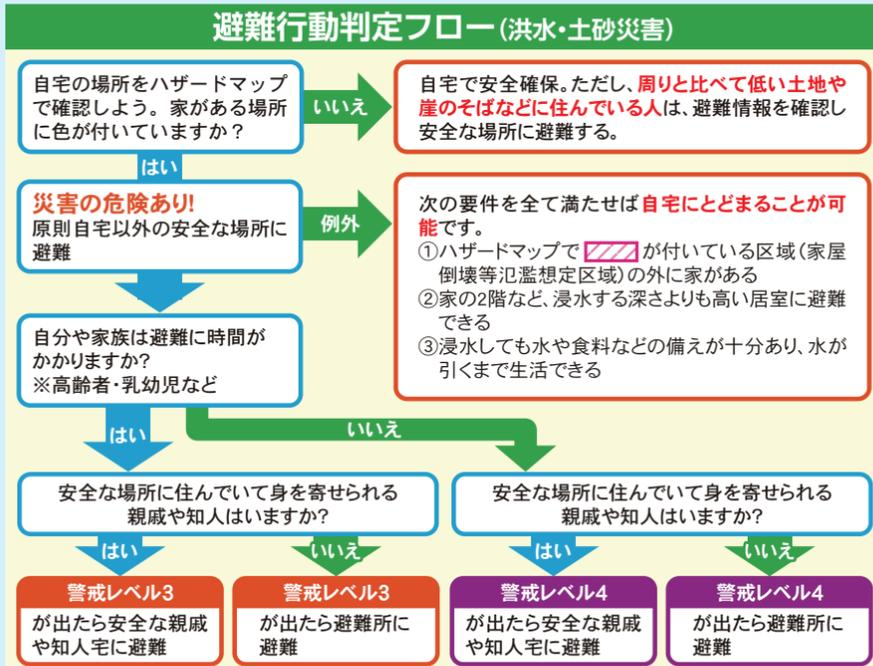 避難行動判定フロー(洪水・土砂災害)
自宅の場所をハザードマップ
で確認しよう。家がある場所
に色が付いていますか？
いいえ
自宅で安全確保。ただし、周りと比べて低い土地や
崖のそばなどに住んでいる人は、避難情報を確認し
安全な場所に避難する。
はい
災害の危険あり!
原則自宅以外の安全な場所に
避難
例外
次の要件を全て満たせば自宅にとどまることが可
能です。
①ハザードマップで が付いている区域(家屋
倒壊等氾濫想定区域)の外に家がある
②家の2階など、浸水する深さよりも高い居室に避難
できる
③浸水しても水や食料などの備えが十分あり、水が
引くまで生活できる
自分や家族は避難に時間が
かかりますか?
※高齢者・乳幼児など
はい
いいえ
安全な場所に住んでいて身を寄せられる
親戚や知人はいますか?
安全な場所に住んでいて身を寄せられる
親戚や知人はいますか?
はい
いいえ
はい
いいえ
警戒レベル3
が出たら安全な親戚
や知人宅に避難
警戒レベル3
が出たら避難所に
避難
警戒レベル4
が出たら安全な親戚
や知人宅に避難
警戒レベル4
が出たら避難所に
避難